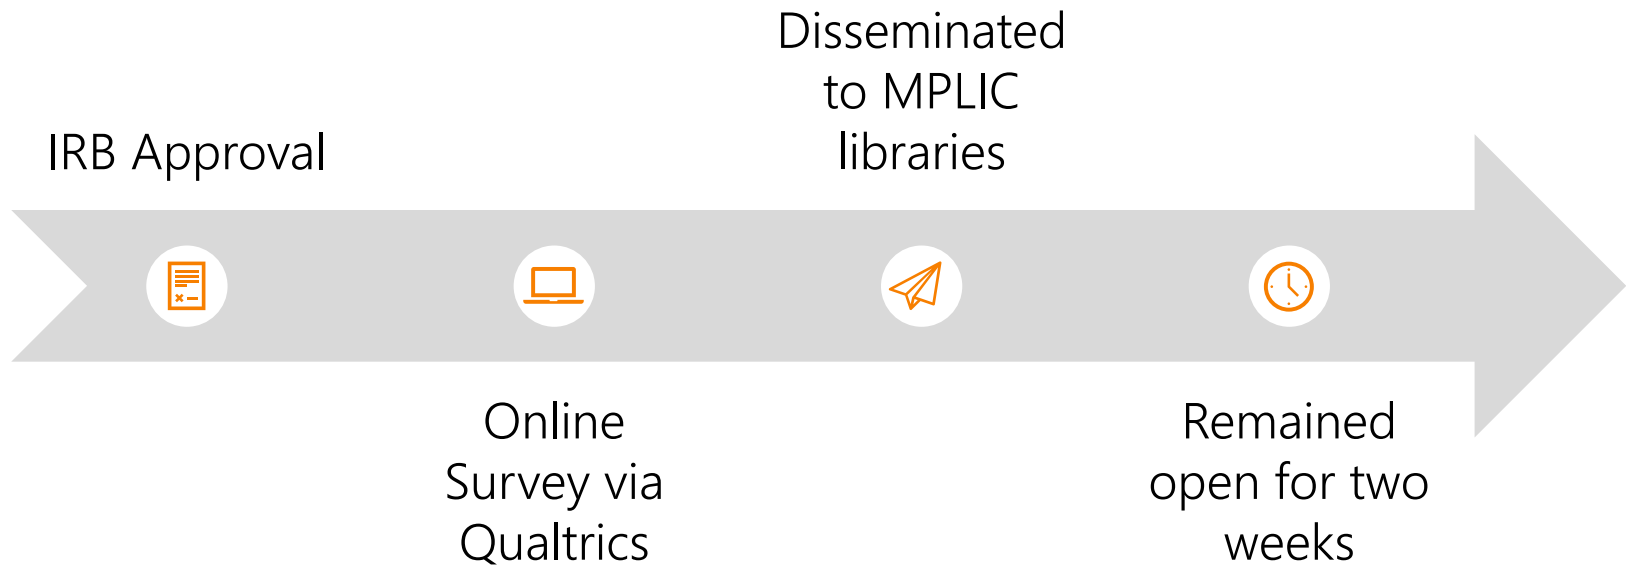 IRB Approval
Online
Survey via
Qualtrics
Disseminated
to MPLIC
libraries
Remained
open for two
weeks